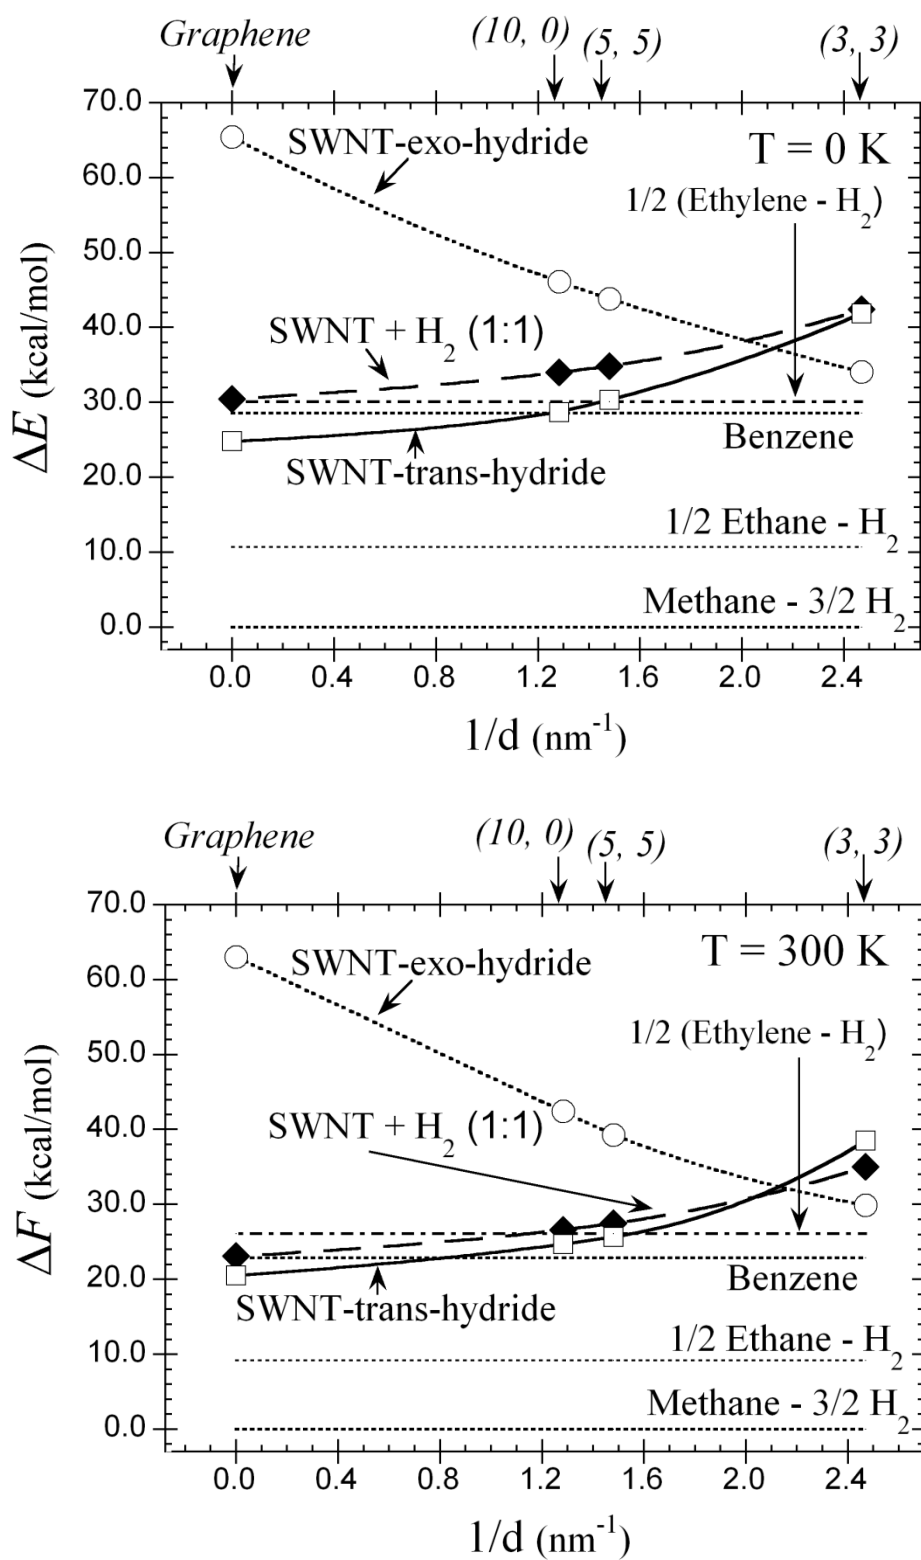 Graphene (10, 0) (5, 5) (3, 3)
70.0
60.0
50.0
40.0
30.0
20.0
10.0
0.0
ΔE (kcal/mol)
SWNT-exo-hydride
T = 0 K
1/2 (Ethylene - H2)
SWNT + H2 (1:1)
Benzene
SWNT-trans-hydride
1/2 Ethane - H2
Methane - 3/2 H2
0.0 0.4 0.8 1.2 1.6 2.0 2.4
1/d (nm-1)
Graphene (10, 0) (5, 5) (3, 3)
70.0
60.0
50.0
40.0
30.0
20.0
10.0
0.0
ΔF (kcal/mol)
SWNT-exo-hydride
T = 300 K
1/2 (Ethylene - H2)
SWNT + H2 (1:1)
Benzene
SWNT-trans-hydride
1/2 Ethane - H2
Methane - 3/2 H2
0.0 0.4 0.8 1.2 1.6 2.0 2.4
1/d (nm-1)